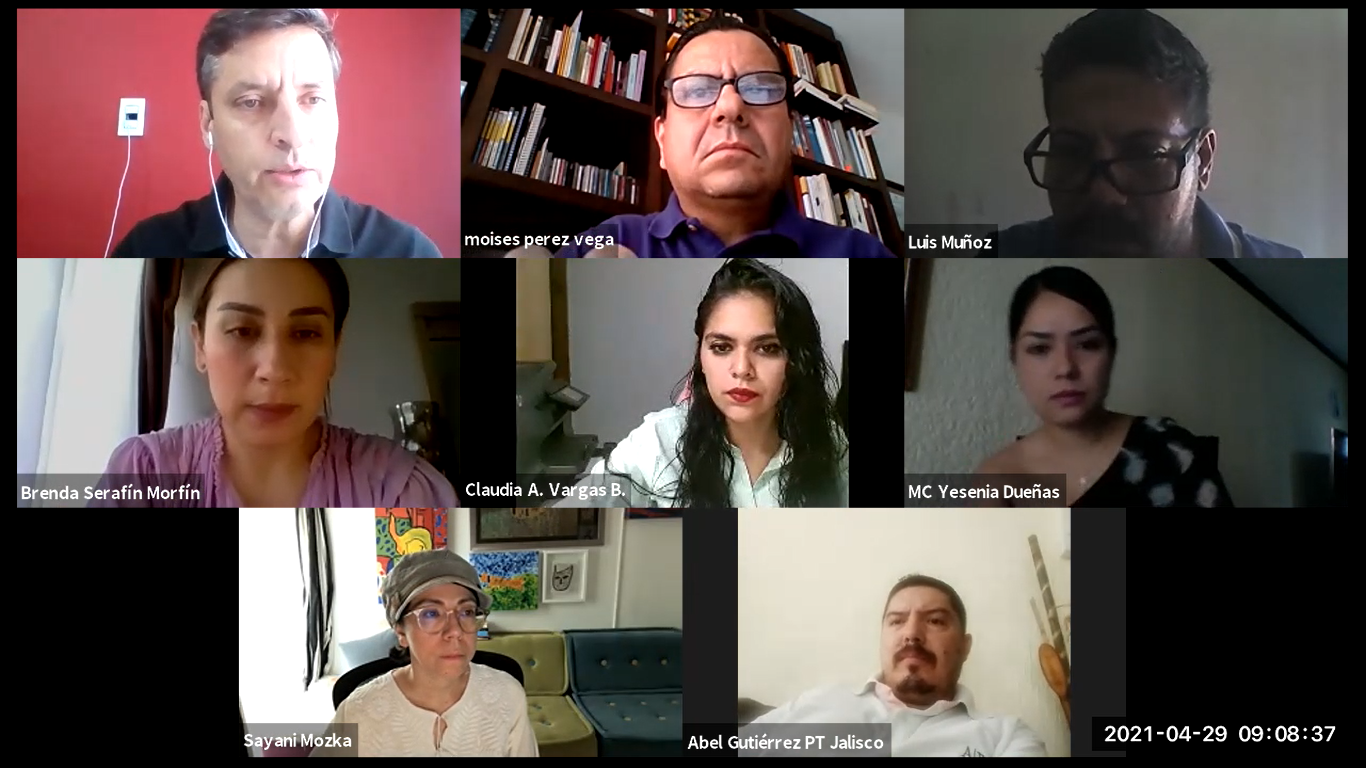 moises perez vega
Luis Muñoz
Brenda Serafín Morfín
Claudia A. Vargas B.
MC Yesenia Dueñas
Sayani Mozka
Abel Gutiérrez PT Jalisco
2021-04-29 09:08:37